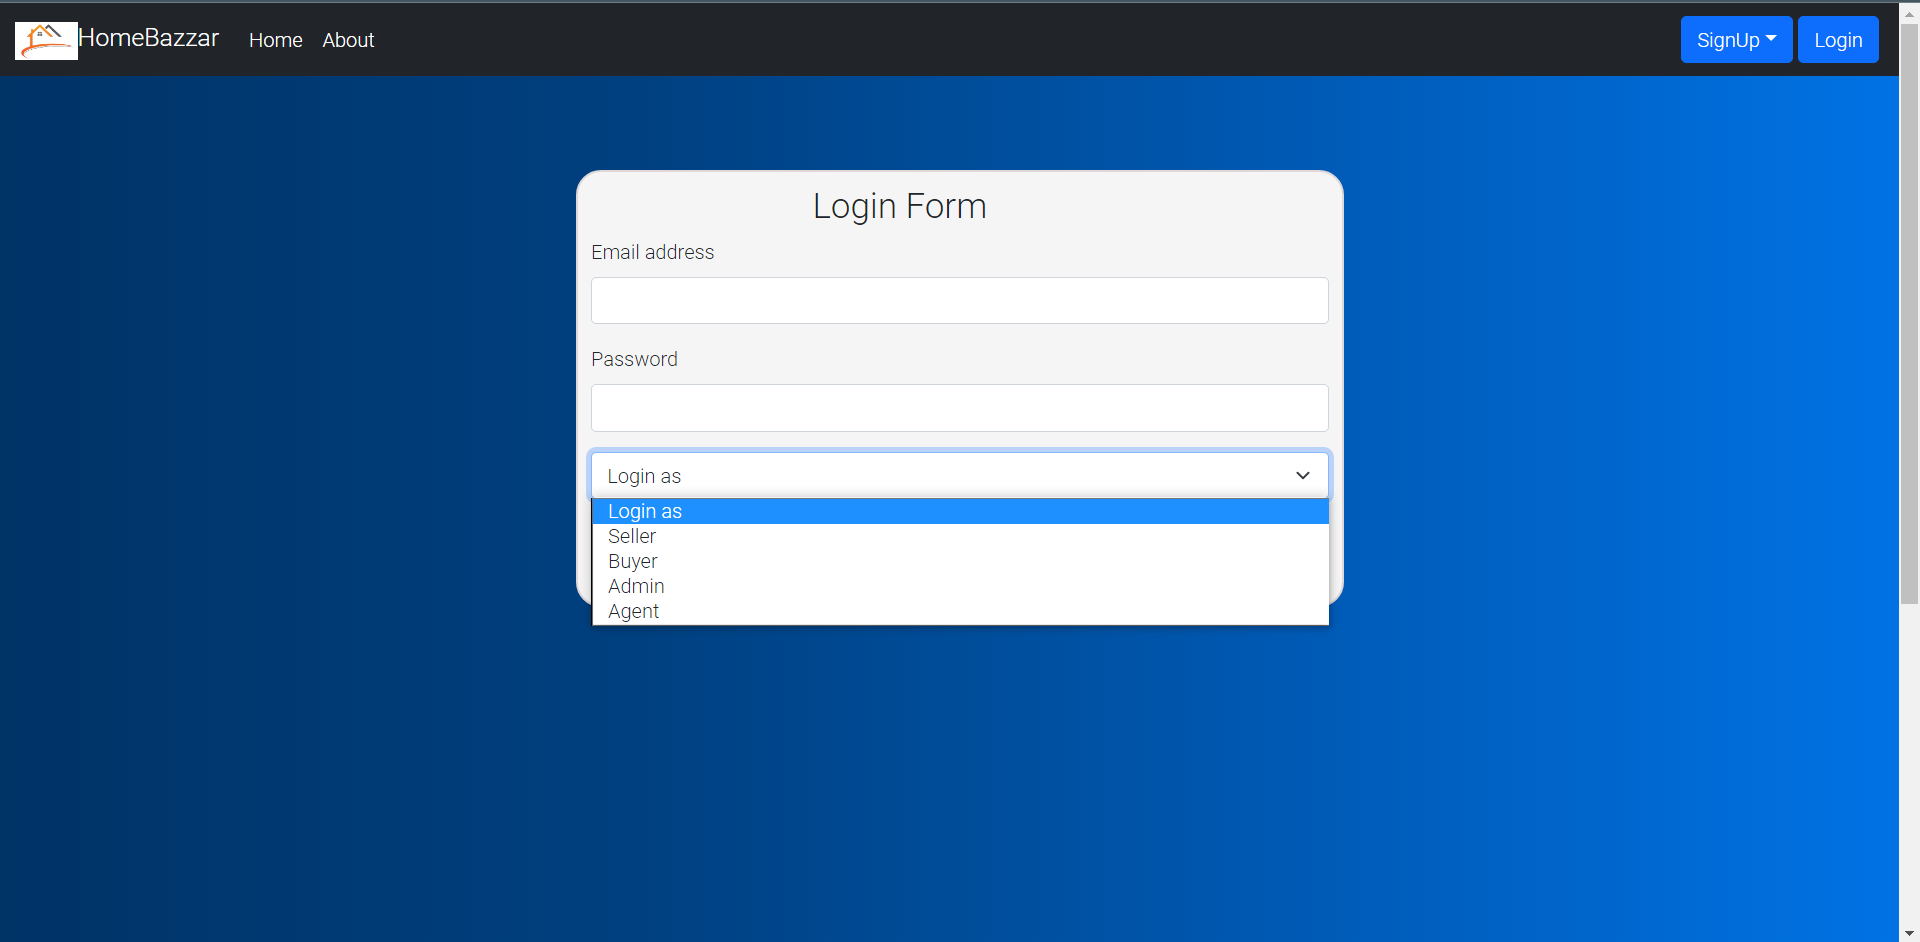 HomeBazzar Home About SignUp Login
Login Form
Email address
Password
Login as
Login as
Seller
Buyer
Admin
Agent